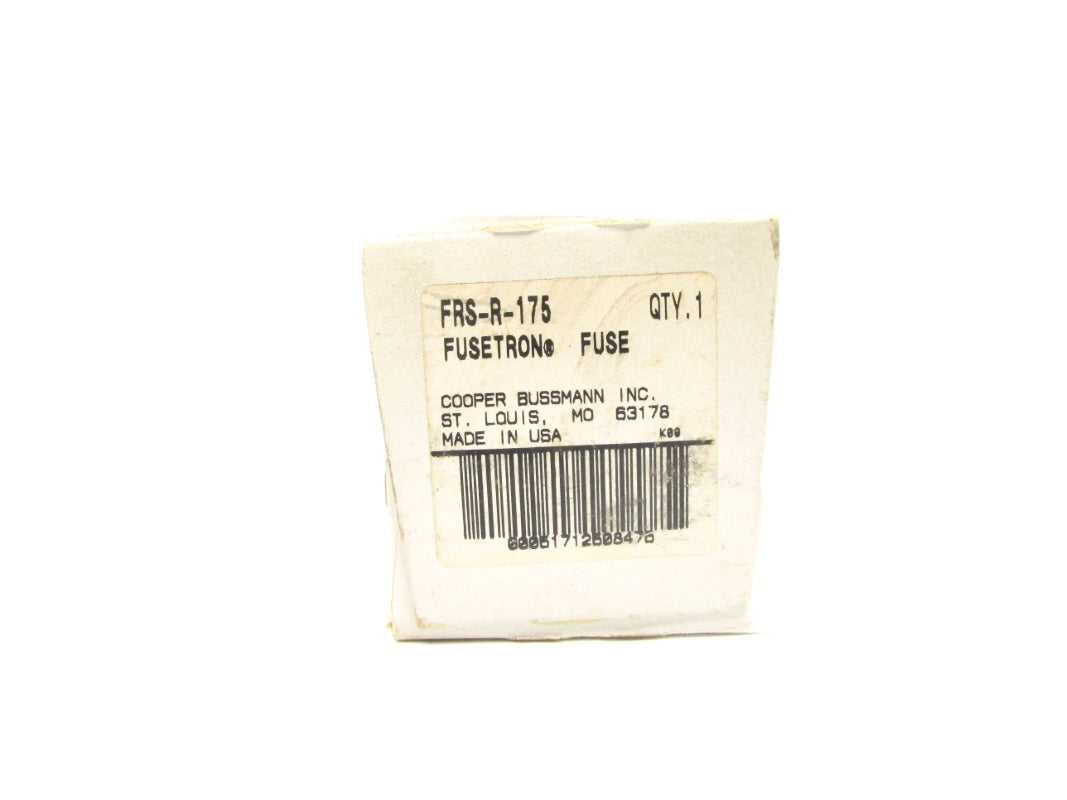 FRS-R-175 QTY.1
FUSETRON® FUSE
COOPER BUSSMANN INC.
ST. LOUIS, MO 63178
MADE IN USA